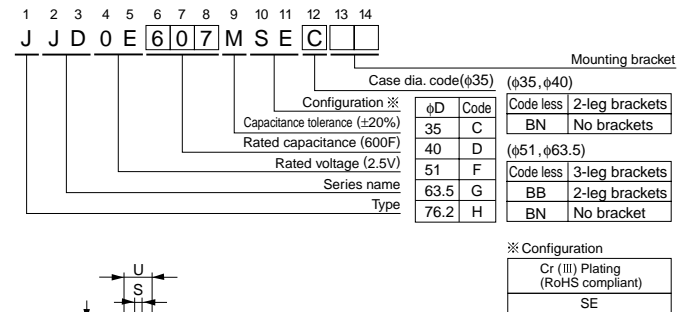 1 2 3 4 5 6 7 8 9 10 11 12 13 14
J J D 0 E 6 0 7 M S E C
Mounting bracket
Case dia. code(ϕ35)
Configuration ※
Capacitance tolerance (±20%)
Rated capacitance (600F)
Rated voltage (2.5V)
Series name
Type
ϕD Code
35 C
40 D
51 F
63.5 G
76.2 H
(ϕ35,ϕ40)
Code less 2-leg brackets
BN No brackets
(ϕ51,ϕ63.5)
Code less 3-leg brackets
BB 2-leg brackets
BN No bracket
※Configuration
Cr (Ⅲ) Plating
(RoHS compliant)
SE
U
S